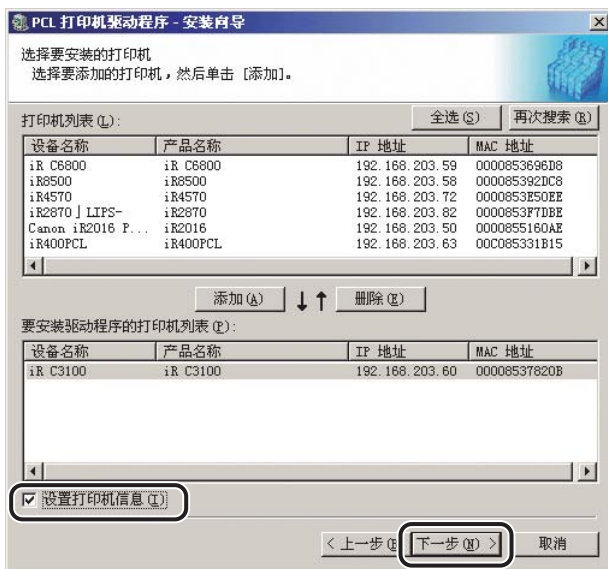 PCL 打印机驱动程序 - 安装向导
选择要安装的打印机
选择要添加的打印机，然后单击 [添加]。
打印机列表(L):
全选(S) 再次搜索(R)
设备名称 产品名称 IP 地址 MAC 地址
iR C6800 iR C6800 192.168.203.59 0000853696D8
iR8500 iR8500 192.168.203.58 000085392DC8
iR4570 iR4570 192.168.203.72 0000853E50EE
iR2870 ⌋ LIPS- iR2870 192.168.203.82 0000853F7DBE
Canon iR2016 P... iR2016 192.168.203.50 0000855160AE
iR400PCL iR400PCL 192.168.203.63 00C085331B15
添加(A) ↓↑ 删除(E)
要安装驱动程序的打印机列表(P):
设备名称 产品名称 IP 地址 MAC 地址
iR C3100 iR C3100 192.168.203.60 00008537820B
设置打印机信息(I)
< 上一步(B 下一步(N) > 取消